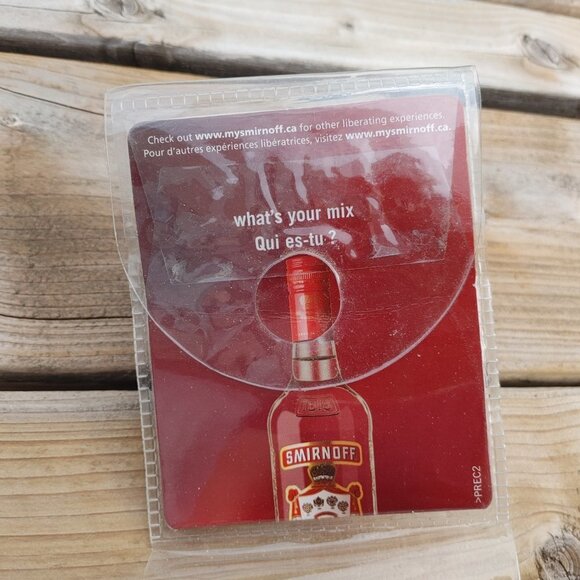 Check out www.mysmirnoff.ca for other liberating experiences.
Pour d'autres expériences libératrices, visitez www.mysmirnoff.ca.
what's your mix
Qui es-tu ?
SMIRNOFF
>PREC2